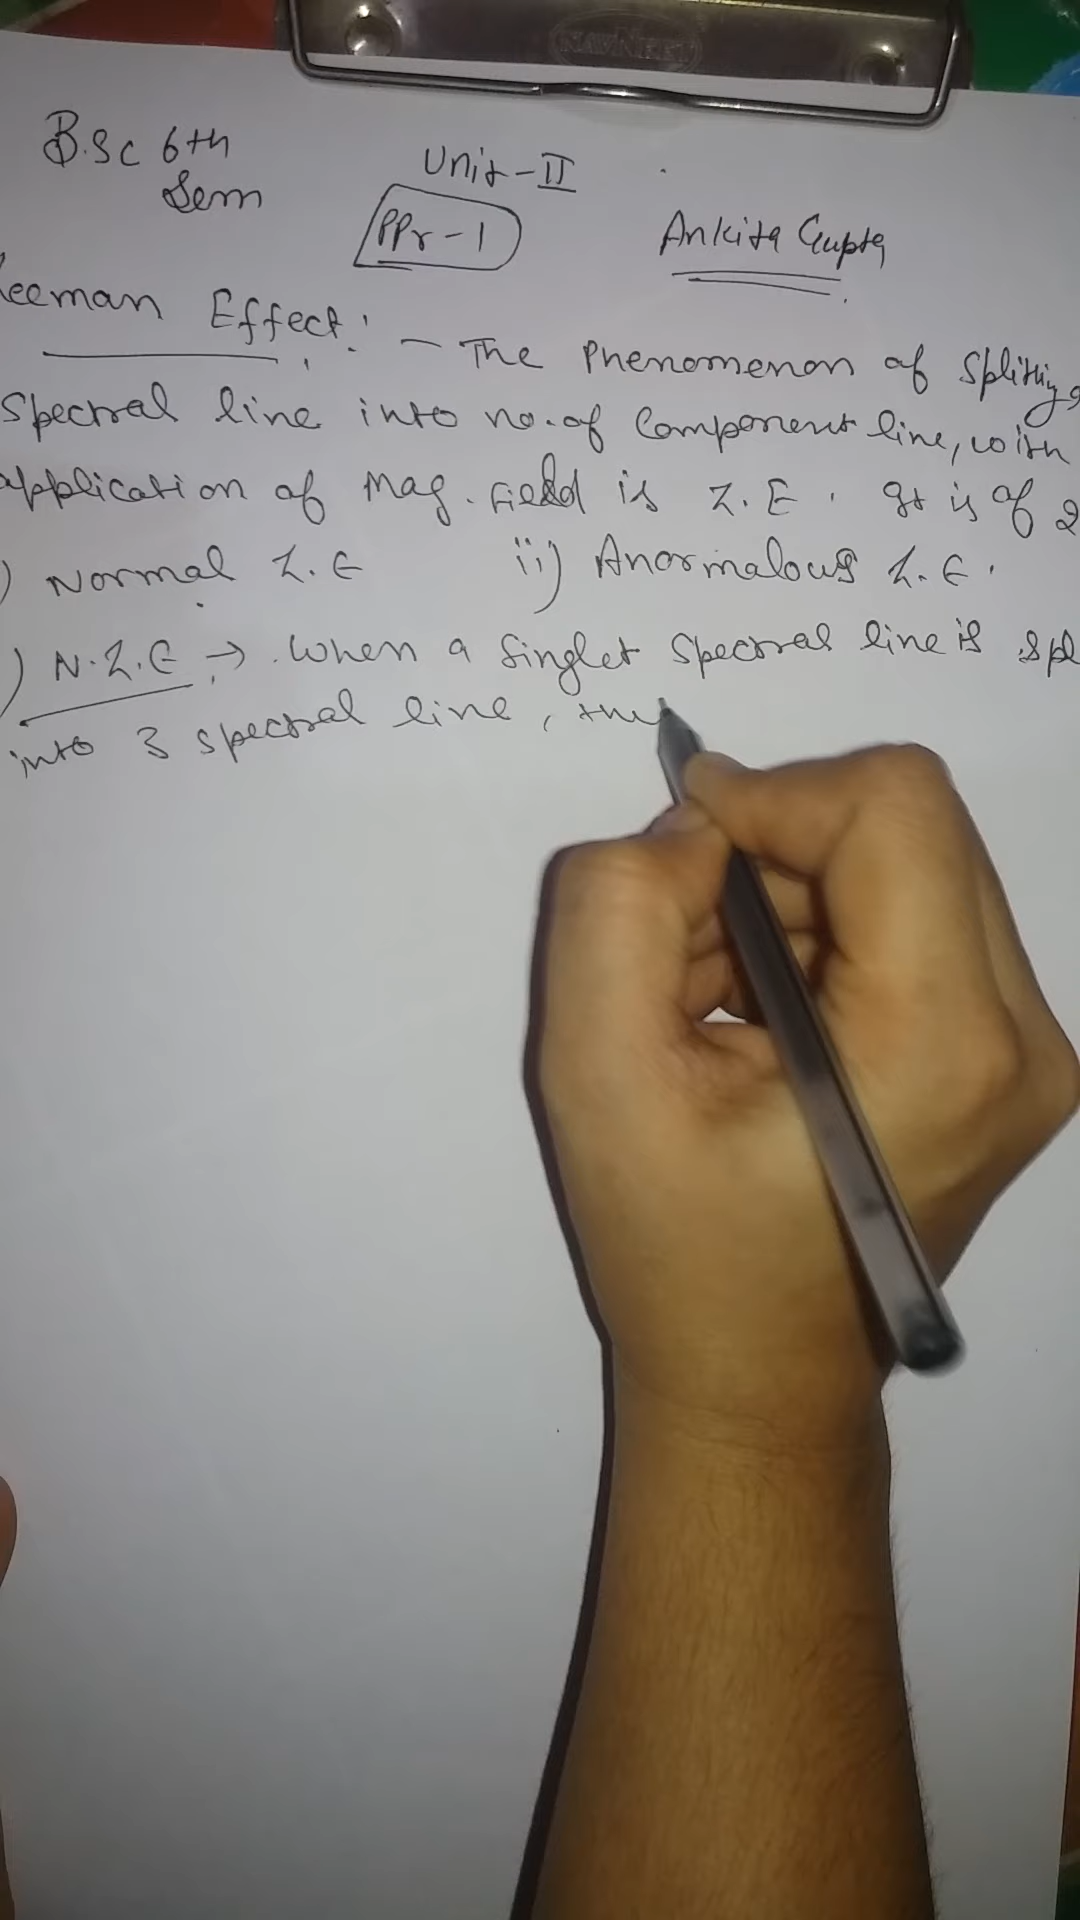 NAVNEET
B.Sc 6th Sem
Unit-II
PPr-1
Ankita Gupta
eeman Effect:- The Phenomenon of Splitting
Spectral line into no. of Component line, with
application of Mag. Field is Z.E. It is of 2
) Normal Z.E ii) Anormalous Z.E.
) N.Z.E → When a Singlet Spectral line is spl
into 3 spectral line, the